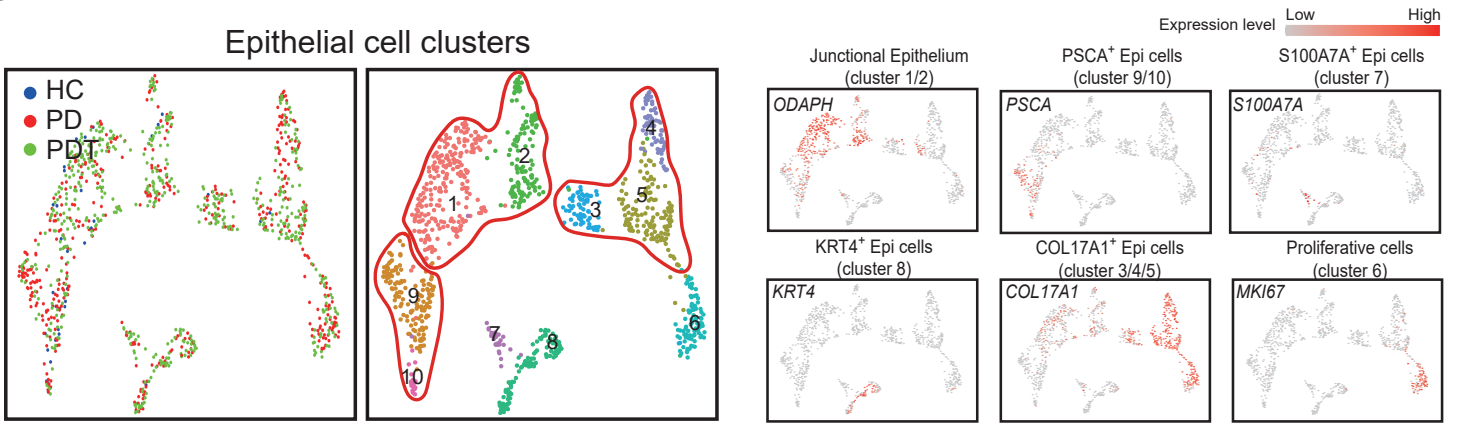 Epithelial cell clusters
HC
PD
PDT
1
2
3
4
5
6
7
8
9
10
Expression level
Low
High
Junctional Epithelium
(cluster 1/2)
ODAPH
PSCA⁺ Epi cells
(cluster 9/10)
PSCA
S100A7A⁺ Epi cells
(cluster 7)
S100A7A
KRT4⁺ Epi cells
(cluster 8)
KRT4
COL17A1⁺ Epi cells
(cluster 3/4/5)
COL17A1
Proliferative cells
(cluster 6)
MKI67